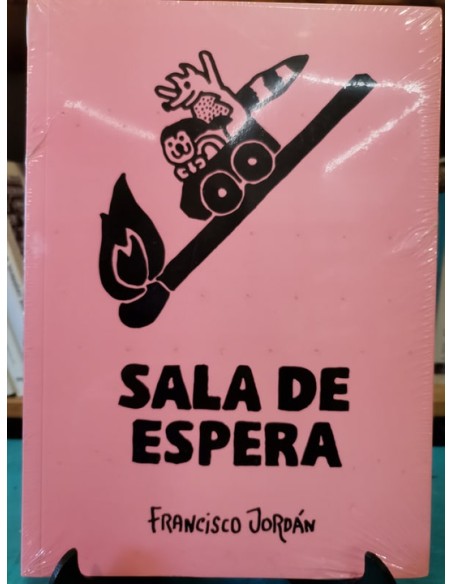 SALA DE
ESPERA
FRANCISCO JORDÁN